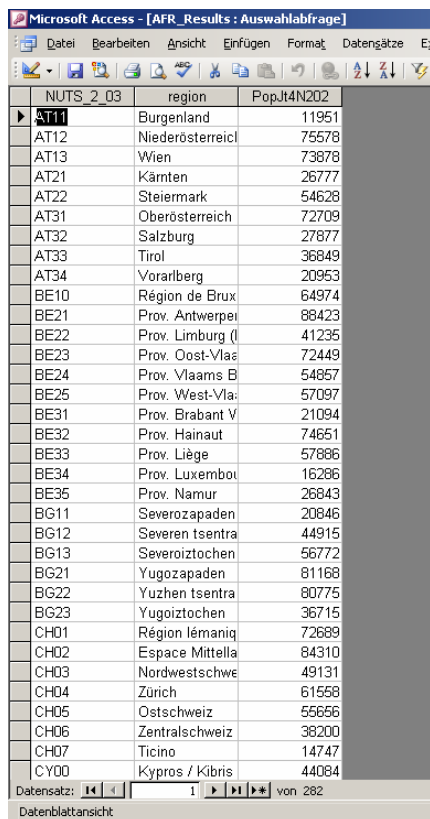 Microsoft Access - [AFR_Results : Auswahlabfrage]
Datei Bearbeiten Ansicht Einfügen Format Datensätze
NUTS_2_03 region PopJt4N202
AT11 Burgenland 11951
AT12 Niederösterreicl 75578
AT13 Wien 73878
AT21 Kärnten 26777
AT22 Steiermark 54628
AT31 Oberösterreich 72709
AT32 Salzburg 27877
AT33 Tirol 36849
AT34 Vorarlberg 20953
BE10 Région de Brux 64974
BE21 Prov. Antwerper 88423
BE22 Prov. Limburg (l 41235
BE23 Prov. Oost-Vlaa 72449
BE24 Prov. Vlaams B 54857
BE25 Prov. West-Vlaa 57097
BE31 Prov. Brabant V 21094
BE32 Prov. Hainaut 74651
BE33 Prov. Liège 57886
BE34 Prov. Luxembou 16286
BE35 Prov. Namur 26843
BG11 Severozapaden 20846
BG12 Severen tsentra 44915
BG13 Severoiztochen 56772
BG21 Yugozapaden 81168
BG22 Yuzhen tsentra 80775
BG23 Yugoiztochen 36715
CH01 Région lémaniq 72689
CH02 Espace Mittella 84310
CH03 Nordwestschwe 49131
CH04 Zürich 61558
CH05 Ostschweiz 55656
CH06 Zentralschweiz 38200
CH07 Ticino 14747
CY00 Kypros / Kibris 44084
Datensatz: 1 von 282
Datenblattansicht